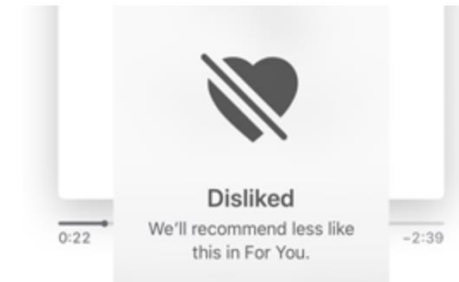 Disliked
We’ll recommend less like
this in For You.
0:22
-2:39